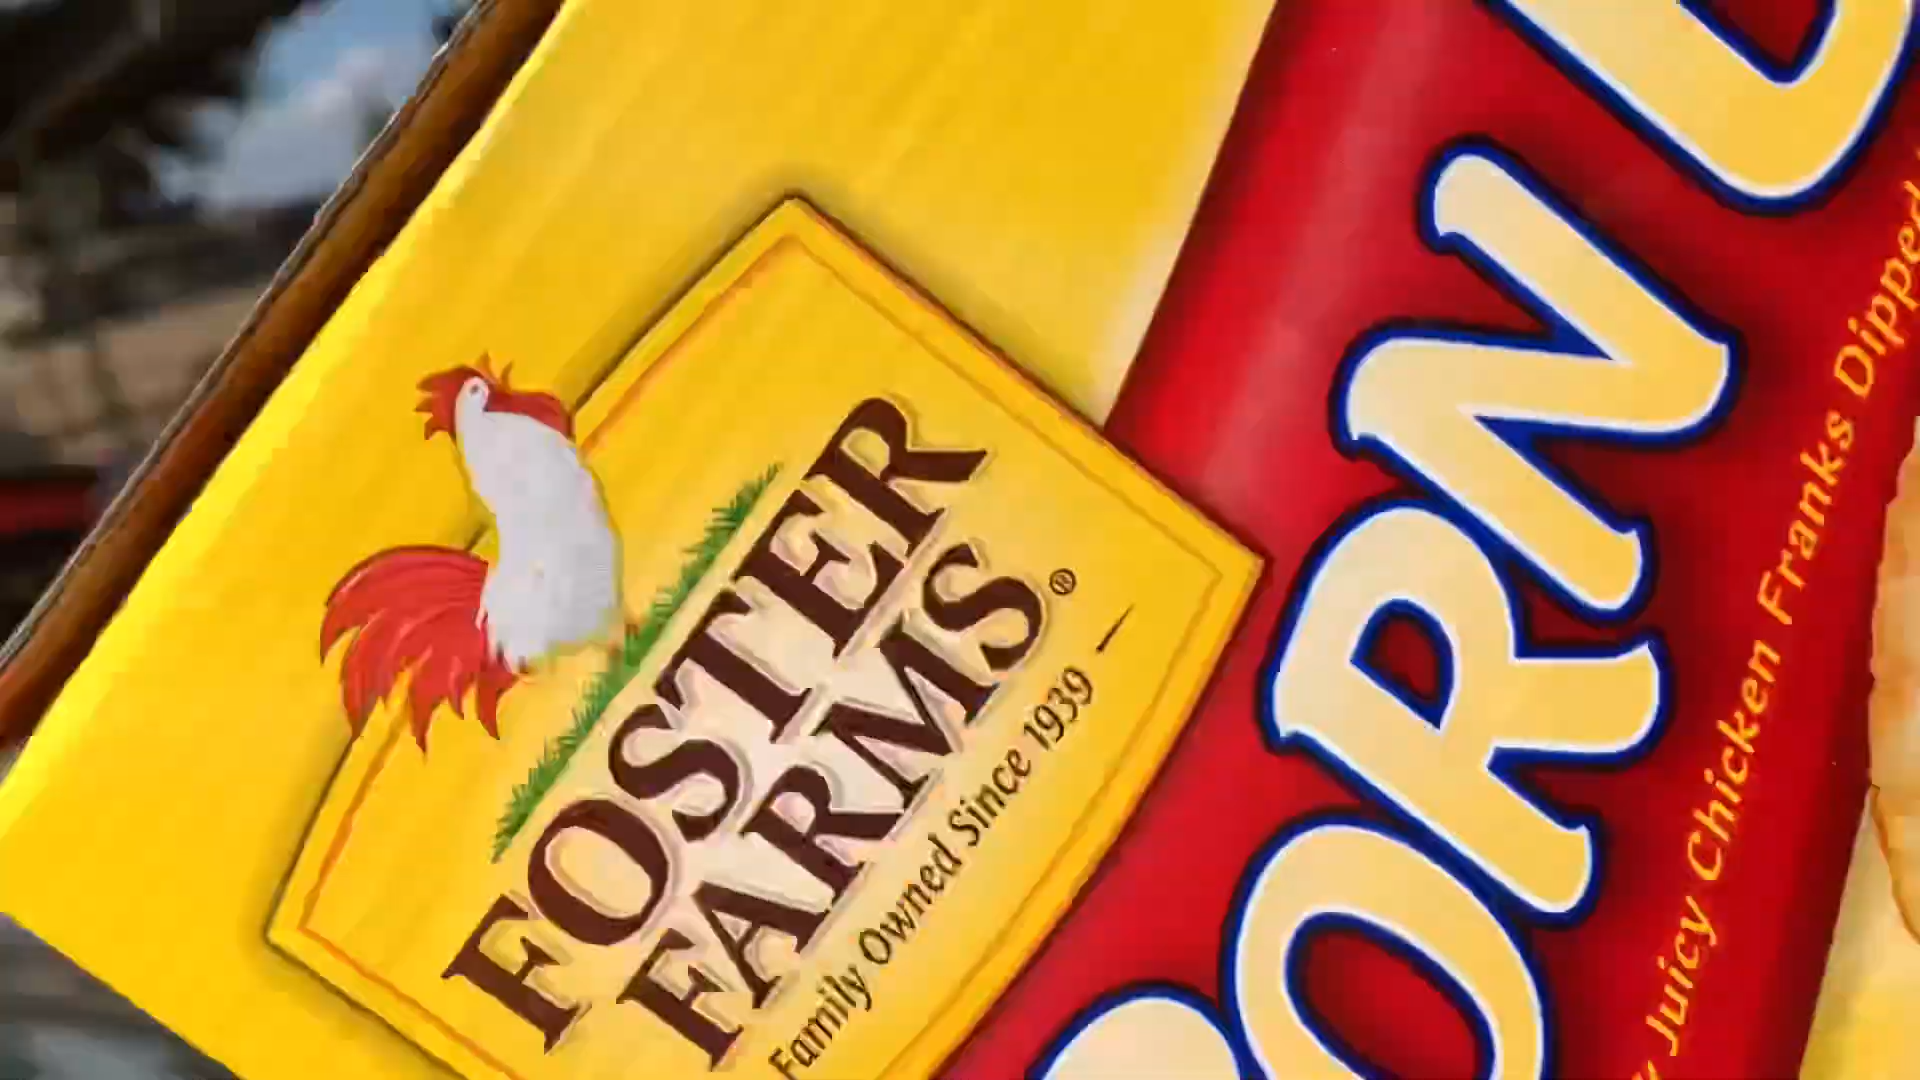 FOSTER
FARMS®
Family Owned Since 1939
ORN
Juicy Chicken Franks Dipped